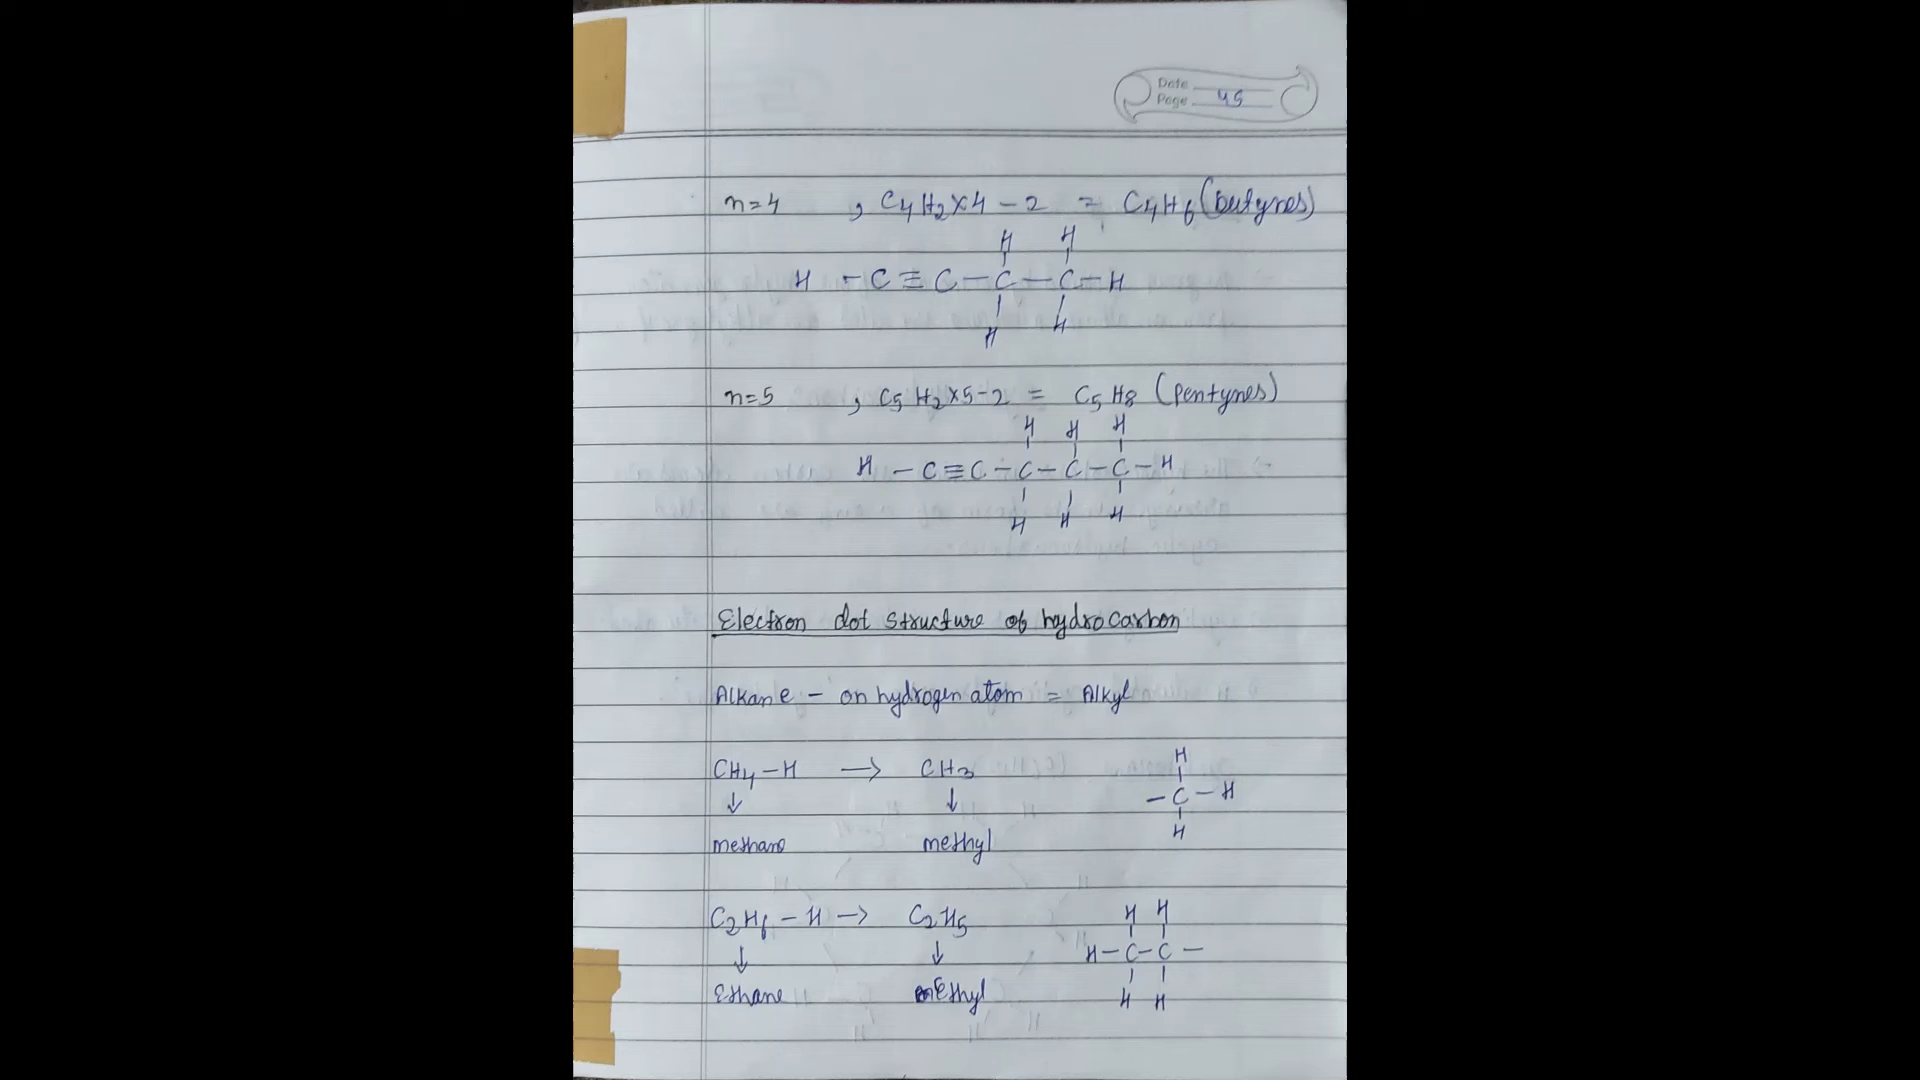 Date
Page 45
n=4 , C4H2×4-2 = C4H6 (butynes)
H H
H - C ≡ C - C - C - H
H H
n=5 , C5H2×5-2 = C5H8 (Pentynes)
H H H
H - C ≡ C - C - C - C - H
H H H
Electron dot structure of hydrocarbon
Alkane - on hydrogen atom = Alkyl
H
CH4 - H → CH3 - C - H
↓ ↓ H
methane methyl
C2H6 - H → C2H5 H H
↓ ↓ H - C - C -
Ethane Ethyl H H